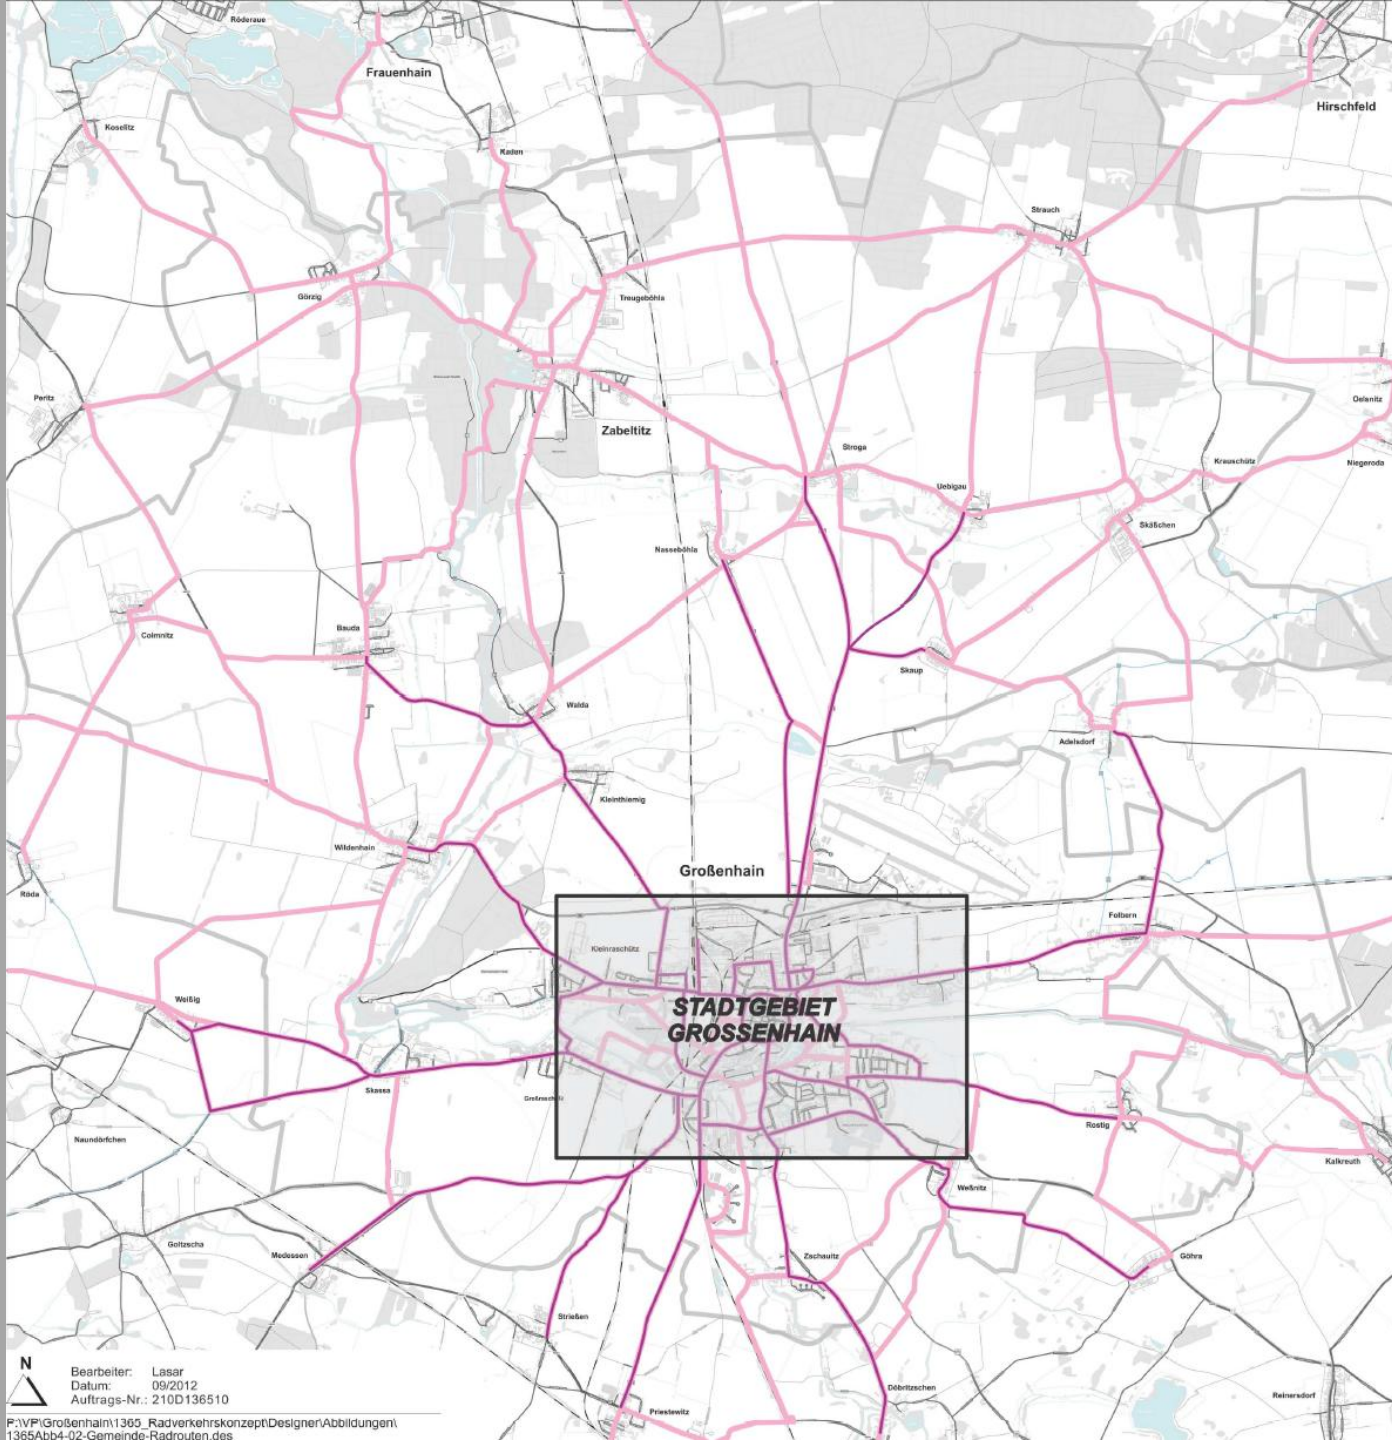 Röderaue
Frauenhain
Hirschfeld
Koselitz
Raden
Strauch
Görzig
Treugeböhla
Peritz
Oelsnitz
Zabeltitz
Stroga
Krauschütz
Niegeroda
Uebigau
Skäßchen
Nasseböhla
Colmnitz
Bauda
Skaup
Walda
Adelsdorf
Kleinthiemig
Wildenhain
Großenhain
Röda
Folbern
Kleinraschütz
Weißig
STADTGEBIET
GROSSENHAIN
Skassa
Rostig
Naundörfchen
Kalkreuth
Weßnitz
Goltzscha
Medessen
Zschauitz
Göhra
Strießen
N
Bearbeiter: Lasar
Datum: 09/2012
Auftrags-Nr.: 210D136510
Döbritzschen
Reinersdorf
Priestewitz
P:\VP\Großenhain\1365_Radverkehrskonzept\Designer\Abbildungen\
1365Abb4-02-Gemeinde-Radrouten.des